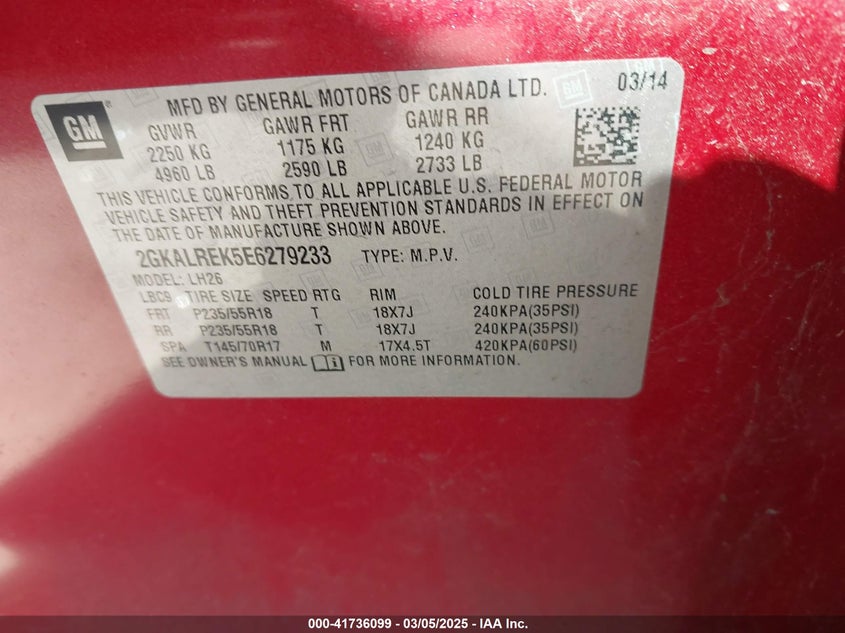 GM
MFD BY GENERAL MOTORS OF CANADA LTD. 03/14
GVWR GAWR FRT GAWR RR
2250 KG 1175 KG 1240 KG
4960 LB 2590 LB 2733 LB
THIS VEHICLE CONFORMS TO ALL APPLICABLE U.S. FEDERAL MOTOR
VEHICLE SAFETY AND THEFT PREVENTION STANDARDS IN EFFECT ON
THE DATE OF MANUFACTURE SHOWN ABOVE.
2GKALREK5E6279233 TYPE: M.P.V.
MODEL: LH26
LBC9 TIRE SIZE SPEED RTG RIM COLD TIRE PRESSURE
FRT P235/55R18 T 18X7J 240KPA(35PSI)
RR P235/55R18 T 18X7J 240KPA(35PSI)
SPA T145/70R17 M 17X4.5T 420KPA(60PSI)
SEE OWNER'S MANUAL FOR MORE INFORMATION
000-41736099 — 03/05/2025 — IAA Inc.